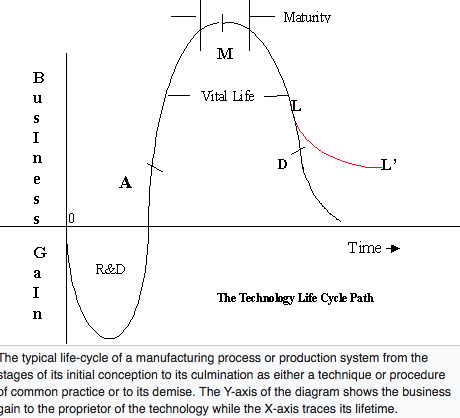 Maturity
M
Vital Life
L
D
L’
A
BusIness
0
Time
GaIn
R&D
The Technology Life Cycle Path
The typical life-cycle of a manufacturing process or production system from the
stages of its initial conception to its culmination as either a technique or procedure
of common practice or to its demise. The Y-axis of the diagram shows the business
gain to the proprietor of the technology while the X-axis traces its lifetime.